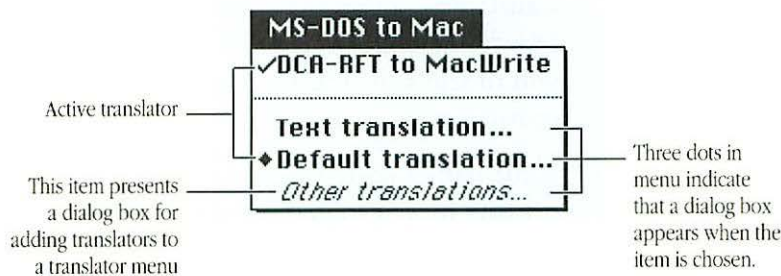 MS-DOS to Mac
✓DCA-RFT to MacWrite
Text translation...
◆Default translation...
Other translations...
Active translator
This item presents
a dialog box for
adding translators to
a translator menu
Three dots in
menu indicate
that a dialog box
appears when the
item is chosen.